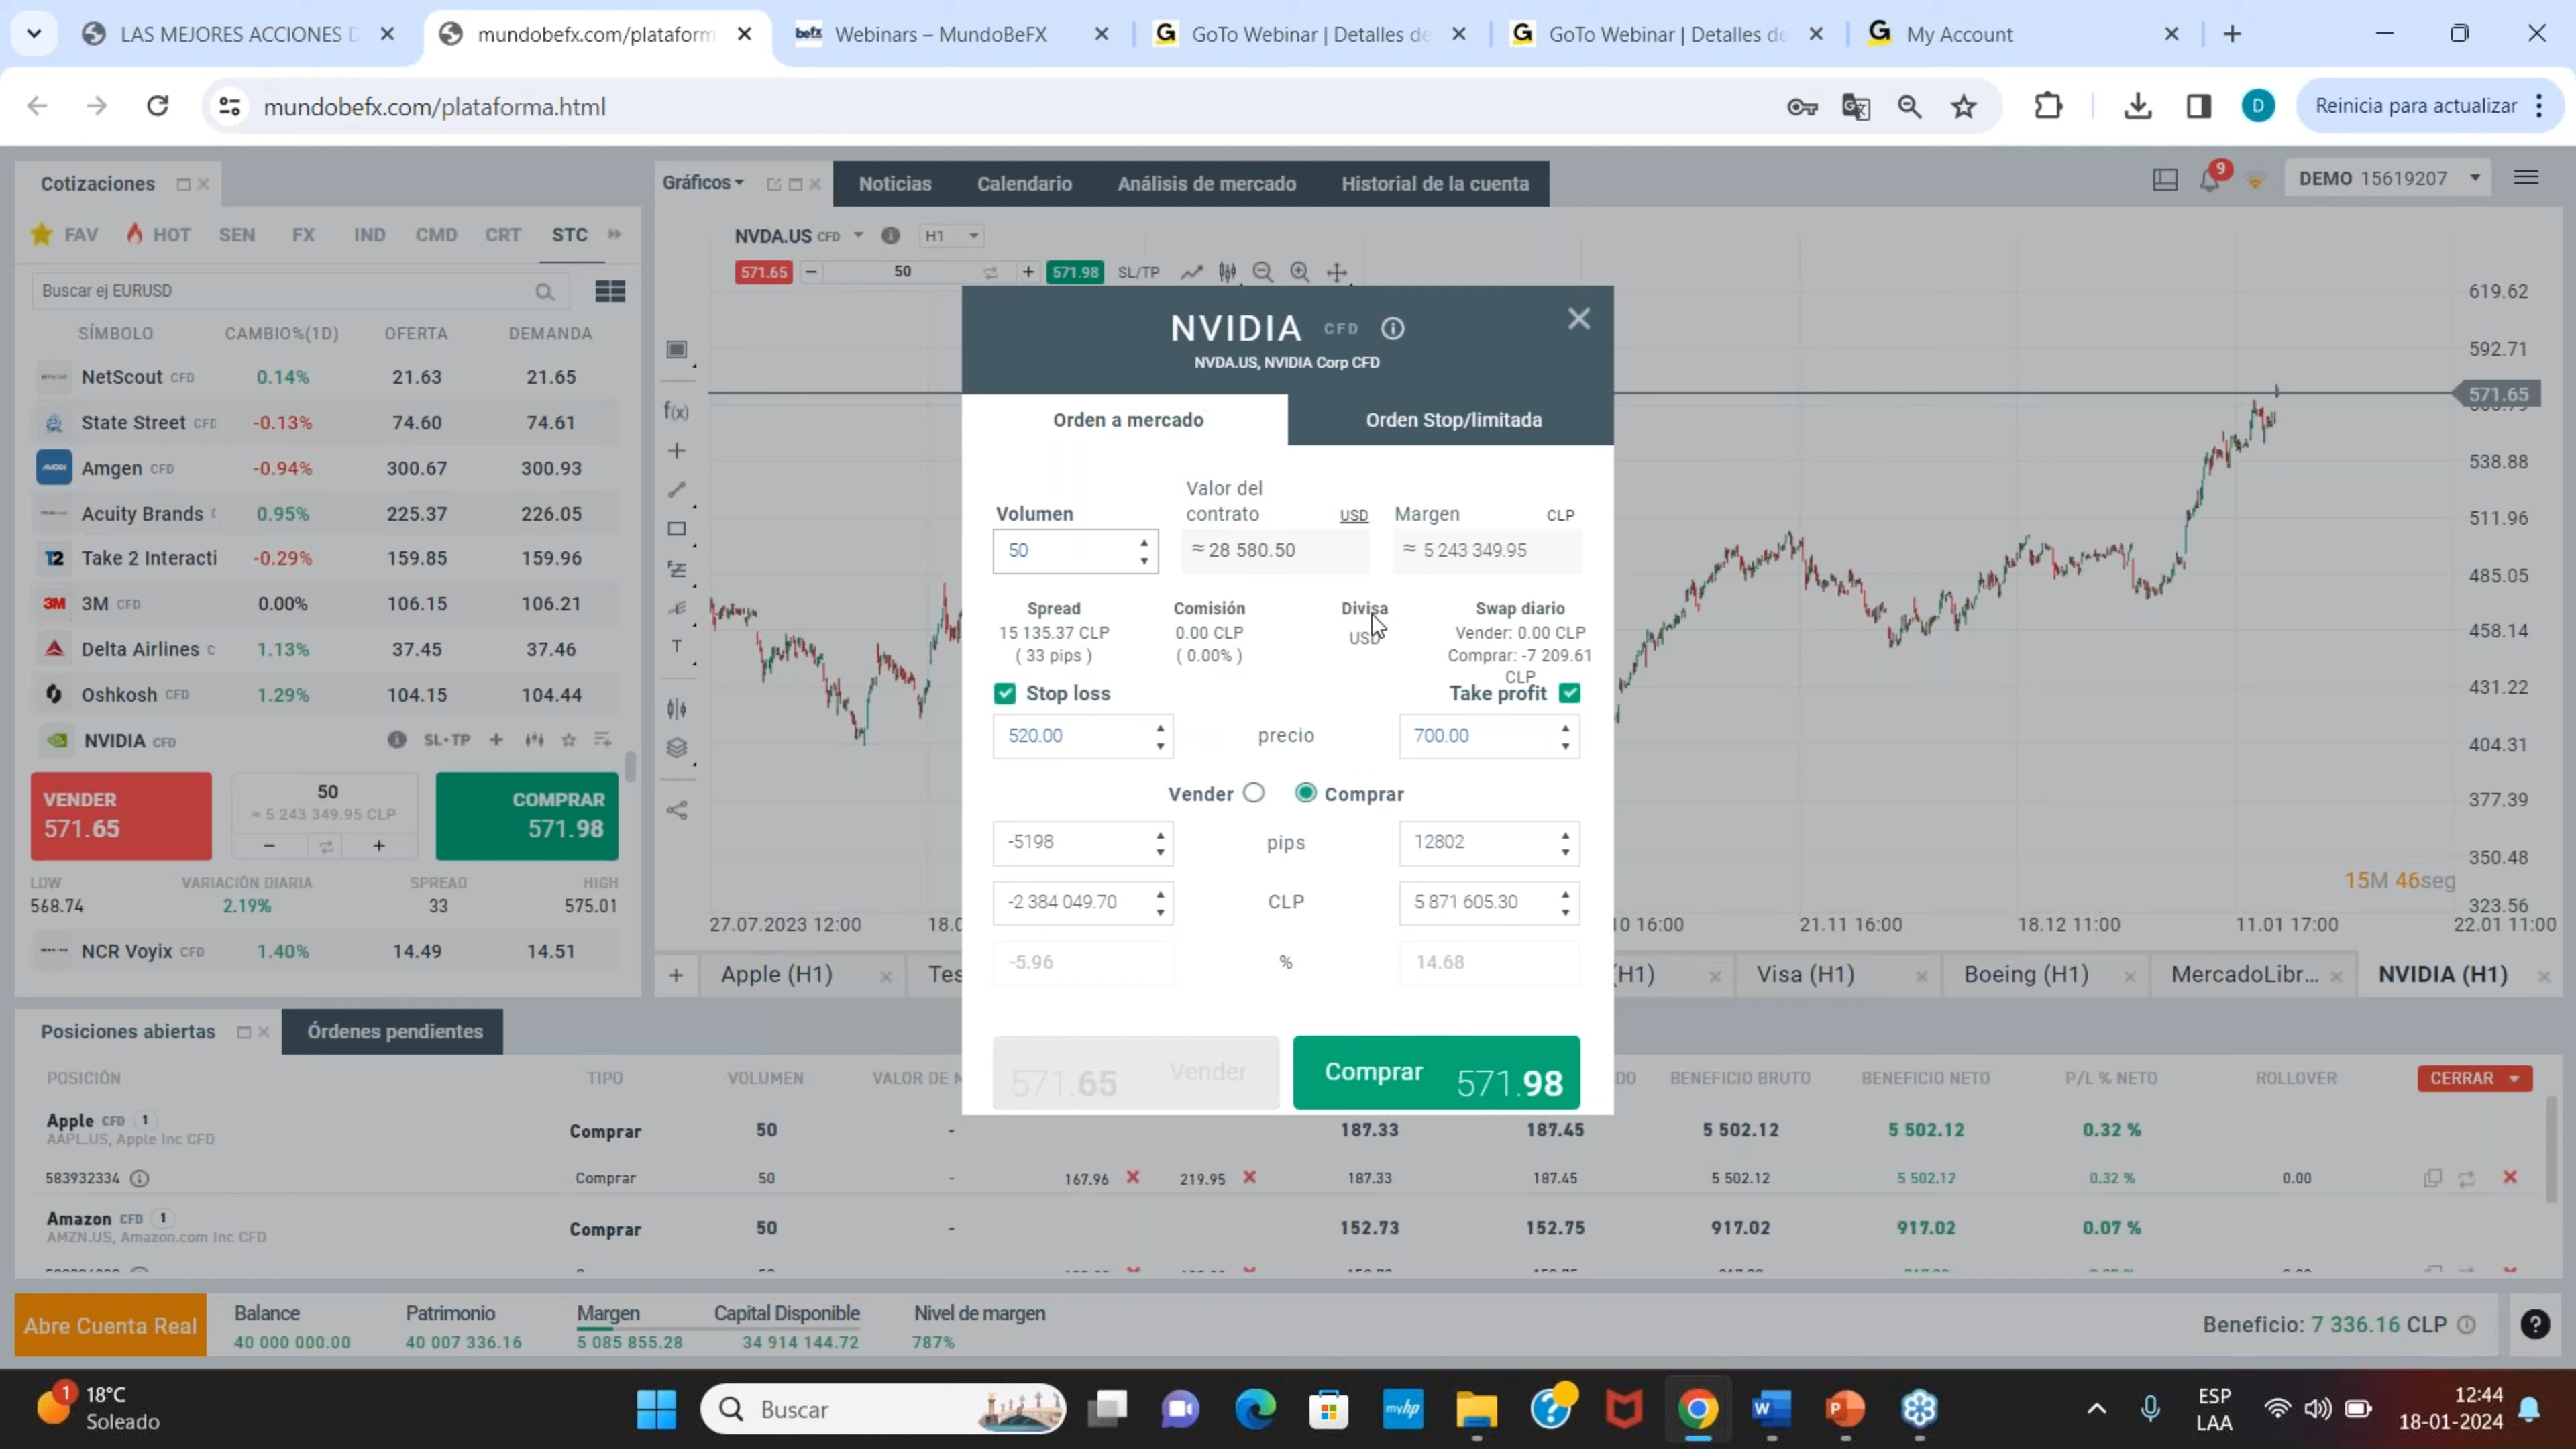 LAS MEJORES ACCIONES D
mundobefx.com/plataform
befx Webinars – MundoBeFX
GoTo Webinar | Detalles de
GoTo Webinar | Detalles de
My Account
mundobefx.com/plataforma.html
D
Reinicia para actualizar
Cotizaciones
Gráficos
Noticias
Calendario
Análisis de mercado
Historial de la cuenta
9
DEMO 15619207
FAV HOT SEN FX IND CMD CRT STC
NVDA.US CFD H1
Buscar ej EURUSD
571.65 50 571.98 SL/TP
SÍMBOLO CAMBIO%(1D) OFERTA DEMANDA
NetScout CFD 0.14% 21.63 21.65
State Street CFD -0.13% 74.60 74.61
Amgen CFD -0.94% 300.67 300.93
Acuity Brands 0.95% 225.37 226.05
Take 2 Interacti -0.29% 159.85 159.96
3M CFD 0.00% 106.15 106.21
Delta Airlines C 1.13% 37.45 37.46
Oshkosh CFD 1.29% 104.15 104.44
NVIDIA CFD SL•TP
VENDER
571.65
50
≈ 5 243 349.95 CLP
COMPRAR
571.98
LOW VARIACIÓN DIARIA SPREAD HIGH
568.74 2.19% 33 575.01
NCR Voyix CFD 1.40% 14.49 14.51
f(x)
T
NVIDIA CFD
NVDA.US, NVIDIA Corp CFD
Orden a mercado
Orden Stop/limitada
Volumen
Valor del
contrato USD
Margen CLP
50
≈ 28 580.50
≈ 5 243 349.95
Spread Comisión Divisa Swap diario
15 135.37 CLP 0.00 CLP USD Vender: 0.00 CLP
( 33 pips ) ( 0.00% ) Comprar: -7 209.61
CLP
Stop loss
Take profit
520.00 precio 700.00
Vender Comprar
-5198 pips 12802
-2 384 049.70 CLP 5 871 605.30
-5.96 % 14.68
571.65 Vender
Comprar 571.98
619.62
592.71
571.65
538.88
511.96
485.05
458.14
431.22
404.31
377.39
350.48
323.56
15M 46seg
27.07.2023 12:00
18.0
10 16:00
21.11 16:00
18.12 11:00
11.01 17:00
22.01 11:00
Apple (H1)
Tes
(H1)
Visa (H1)
Boeing (H1)
MercadoLibr...
NVIDIA (H1)
Posiciones abiertas
Órdenes pendientes
POSICIÓN TIPO VOLUMEN VALOR DE M DO BENEFICIO BRUTO BENEFICIO NETO P/L % NETO ROLLOVER CERRAR
Apple CFD 1
AAPL.US, Apple Inc CFD
Comprar 50 - 187.33 187.45 5 502.12 5 502.12 0.32 %
583932334 Comprar 50 - 167.96 219.95 187.33 187.45 5 502.12 5 502.12 0.32 % 0.00
Amazon CFD 1
AMZN.US, Amazon.com Inc CFD
Comprar 50 - 152.73 152.75 917.02 917.02 0.07 %
Abre Cuenta Real
Balance Patrimonio Margen Capital Disponible Nivel de margen
40 000 000.00 40 007 336.16 5 085 855.28 34 914 144.72 787%
Beneficio: 7 336.16 CLP
?
1
18°C
Soleado
Buscar
myhp
ESP
LAA
12:44
18-01-2024